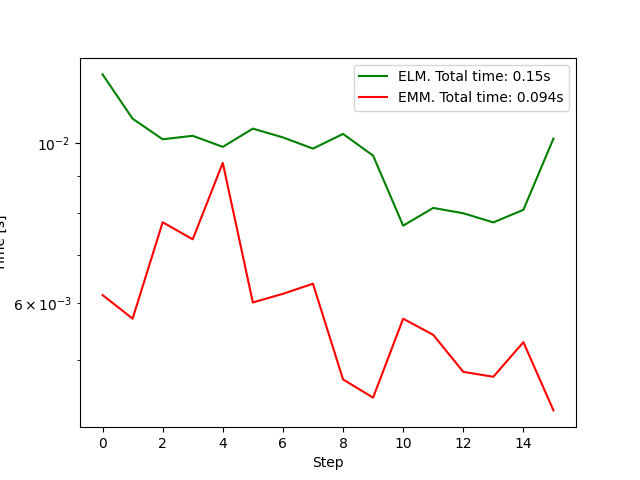 ELM. Total time: 0.15s
EMM. Total time: 0.094s
10⁻²
6 × 10⁻³
0 2 4 6 8 10 12 14
Step